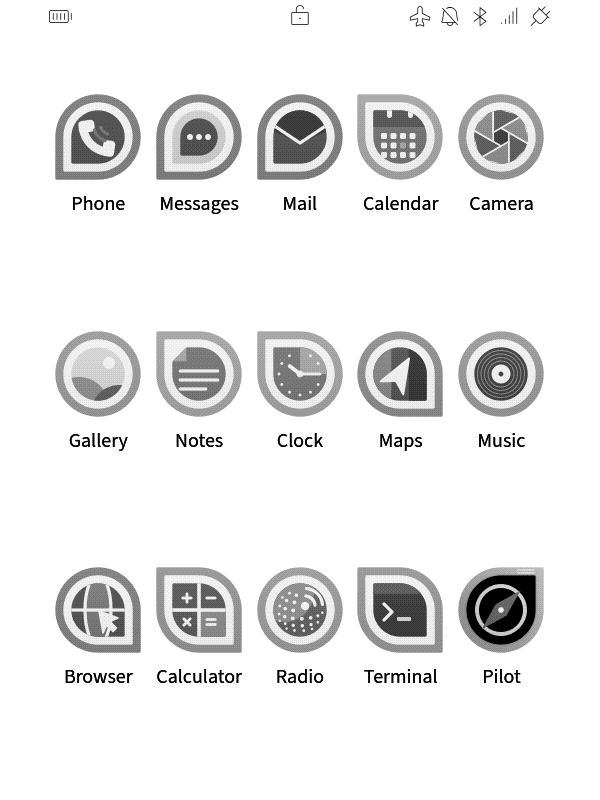 Phone Messages Mail Calendar Camera
Gallery Notes Clock Maps Music
Browser Calculator Radio Terminal Pilot